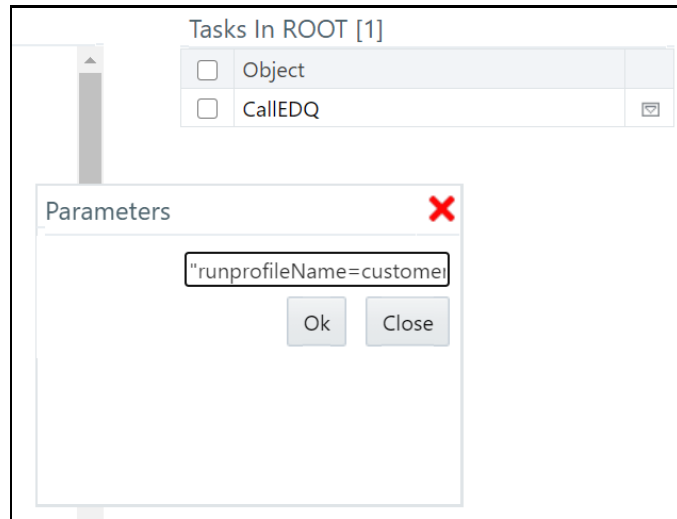 Tasks In ROOT [1]
Object
CallEDQ
Parameters
"runprofileName=customer
Ok Close